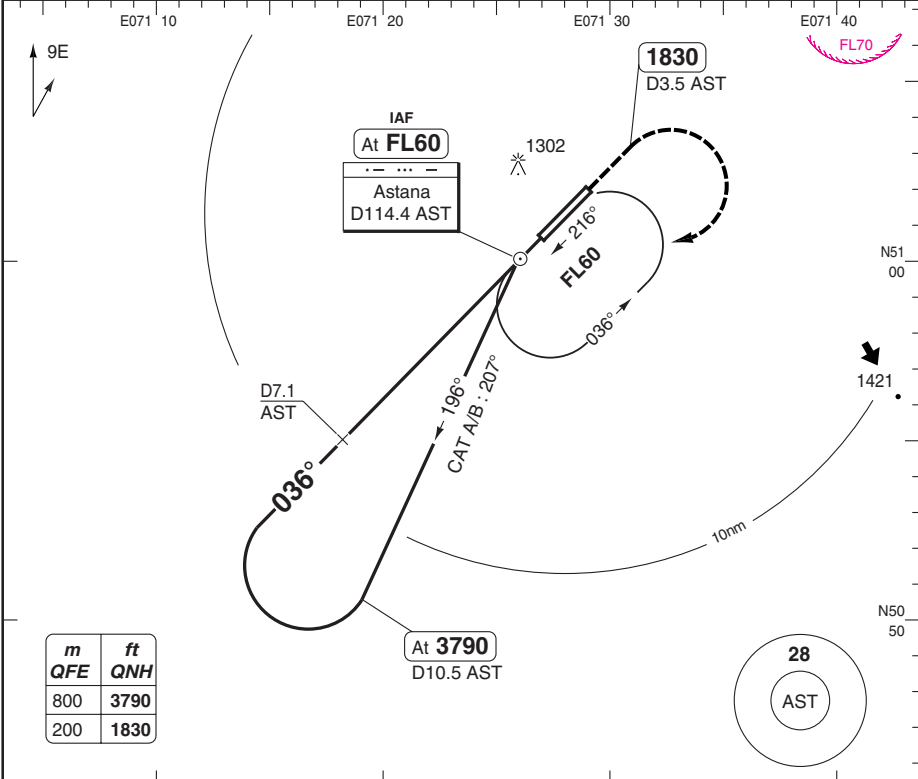 E071 10
E071 20
E071 30
E071 40
9E
FL70
1830
D3.5 AST
IAF
At FL60
1302
Astana
D114.4 AST
216°
FL60
N51
00
036°
1421
D7.1
AST
196°
CAT A/B : 207°
036°
10nm
N50
50
At 3790
D10.5 AST
m ft
QFE QNH
800 3790
200 1830
28
AST